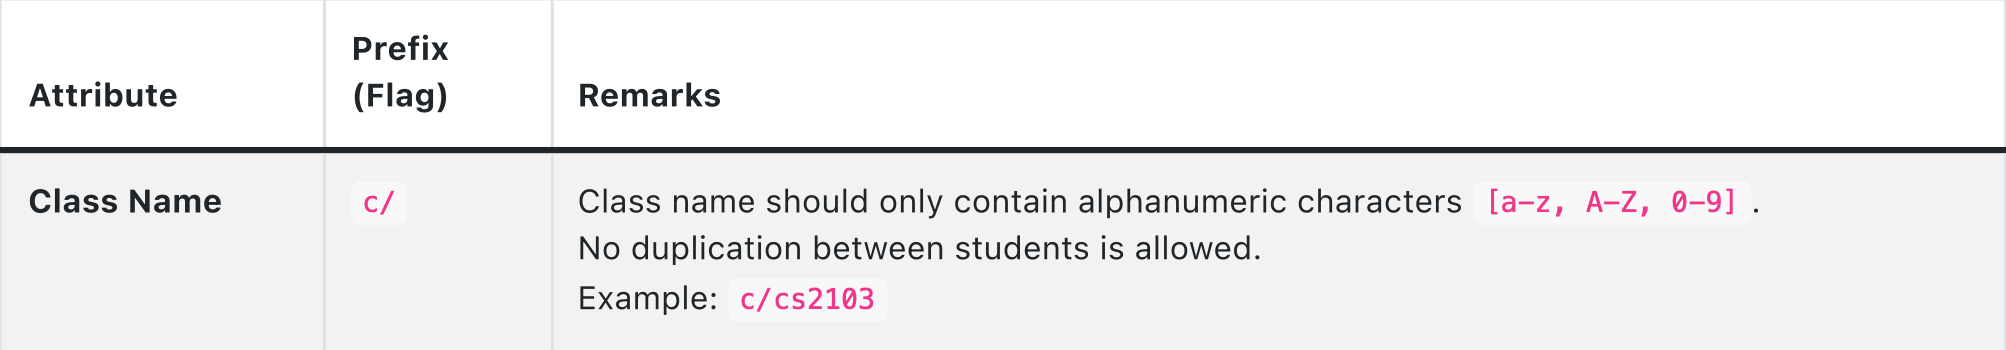 Attribute
Prefix
(Flag)
Remarks
Class Name
c/
Class name should only contain alphanumeric characters [a-z, A-Z, 0-9] .
No duplication between students is allowed.
Example: c/cs2103